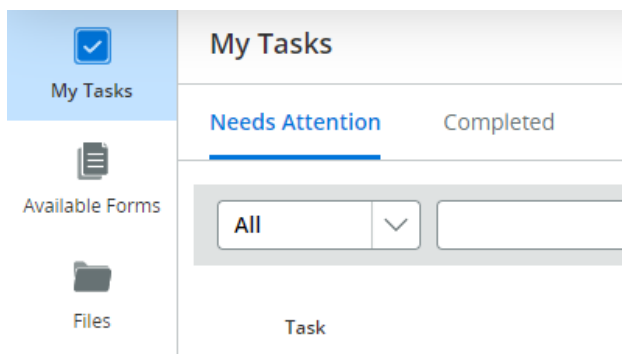 My Tasks
Available Forms
Files
My Tasks
Needs Attention Completed
All
Task